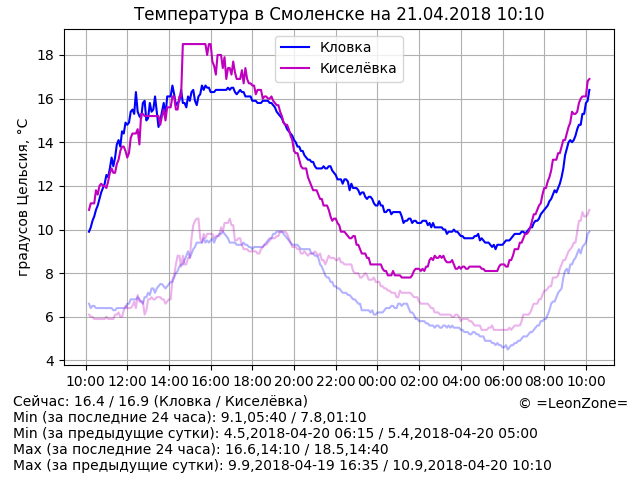 Температура в Смоленске на 21.04.2018 10:10
Кловка
Киселёвка
градусов Цельсия, °C
18
16
14
12
10
8
6
4
10:00 12:00 14:00 16:00 18:00 20:00 22:00 00:00 02:00 04:00 06:00 08:00 10:00
Сейчас: 16.4 / 16.9 (Кловка / Киселёвка)
© =LeonZone=
Min (за последние 24 часа): 9.1,05:40 / 7.8,01:10
Min (за предыдущие сутки): 4.5,2018-04-20 06:15 / 5.4,2018-04-20 05:00
Max (за последние 24 часа): 16.6,14:10 / 18.5,14:40
Max (за предыдущие сутки): 9.9,2018-04-19 16:35 / 10.9,2018-04-20 10:10